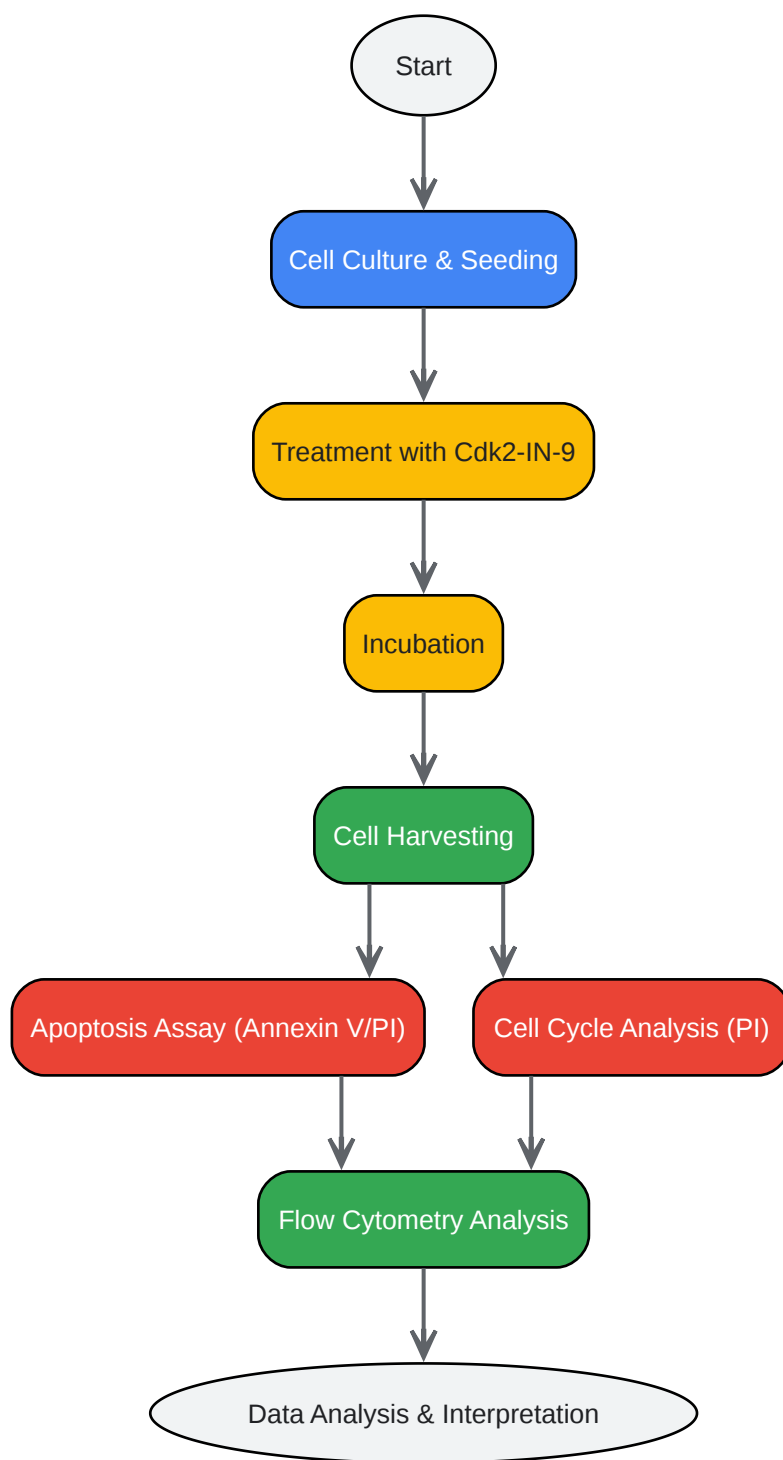 Start
Cell Culture & Seeding
Treatment with Cdk2-IN-9
Incubation
Cell Harvesting
Apoptosis Assay (Annexin V/PI)
Cell Cycle Analysis (PI)
Flow Cytometry Analysis
Data Analysis & Interpretation